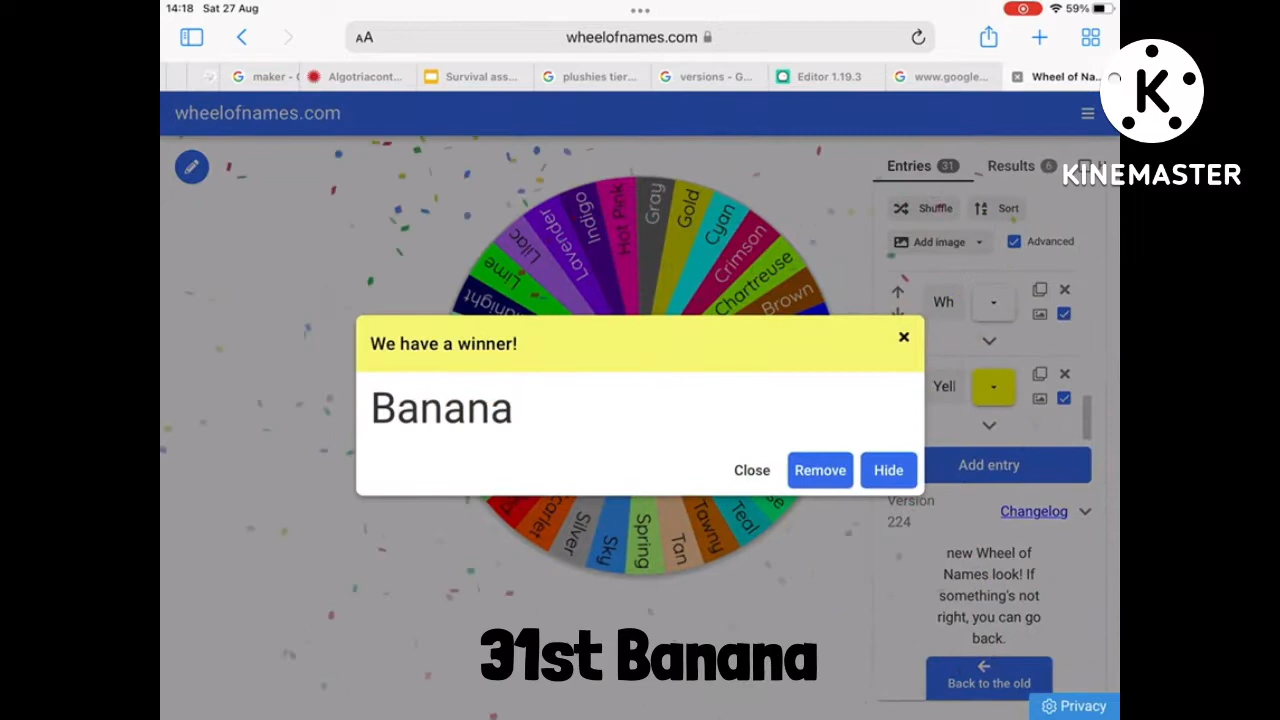 14:18 Sat 27 Aug
59%
AA
wheelofnames.com
maker - 
Algotriacont...
Survival ass...
plushies tier...
versions - G...
Editor 1.19.3
www.google...
Wheel of Na...
K
KINEMASTER
wheelofnames.com
Entries 31
Results 6
Shuffle
Sort
Add image
Advanced
Lime
Lilac
Lavender
Indigo
Hot Pink
Gray
Gold
Cyan
Crimson
Chartreuse
Brown
Wh
Yell
We have a winner!
×
Banana
Close
Remove
Hide
Add entry
Silver
Sky
Spring
Tan
Tawny
Teal
Version
224
Changelog
new Wheel of
Names look! If
something's not
right, you can go
back.
Back to the old
31st Banana
Privacy